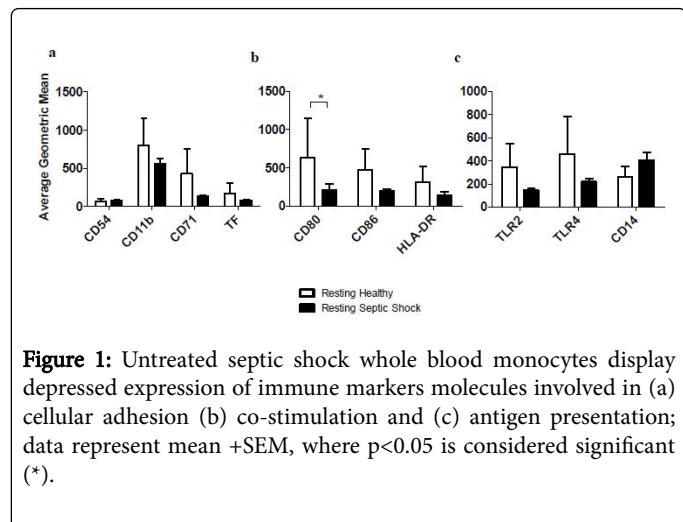 a
b
c
Average Geometric Mean
1500
1000
500
0
CD54
CD11b
CD71
TF
1500
1000
500
0
*
CD80
CD86
HLA-DR
1000
800
600
400
200
0
TLR2
TLR4
CD14
Resting Healthy
Resting Septic Shock
Figure 1: Untreated septic shock whole blood monocytes display
depressed expression of immune markers molecules involved in (a)
cellular adhesion (b) co-stimulation and (c) antigen presentation;
data represent mean +SEM, where p<0.05 is considered significant
(*).